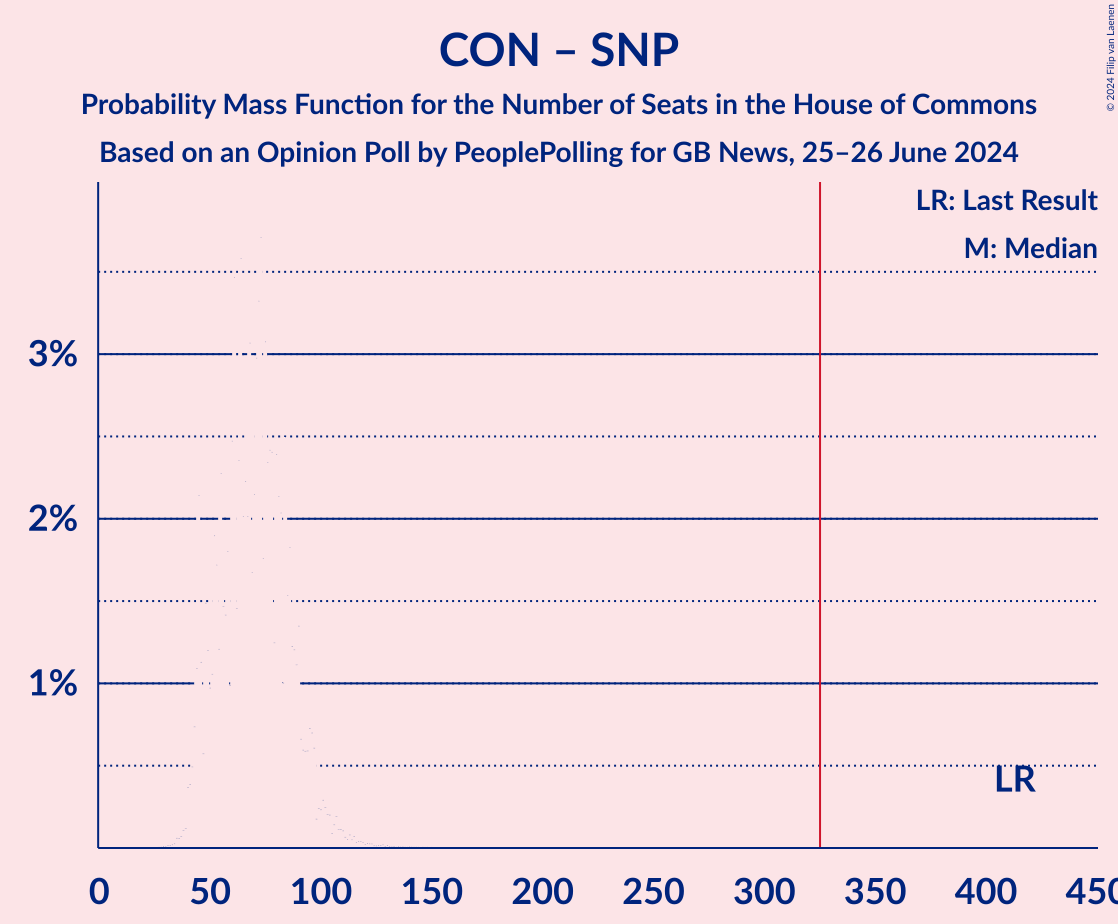 CON – SNP
Probability Mass Function for the Number of Seats in the House of Commons
Based on an Opinion Poll by PeoplePolling for GB News, 25–26 June 2024
© 2024 Filip van Laenen
LR: Last Result
M: Median
3%
2%
1%
LR
0 50 100 150 200 250 300 350 400 450